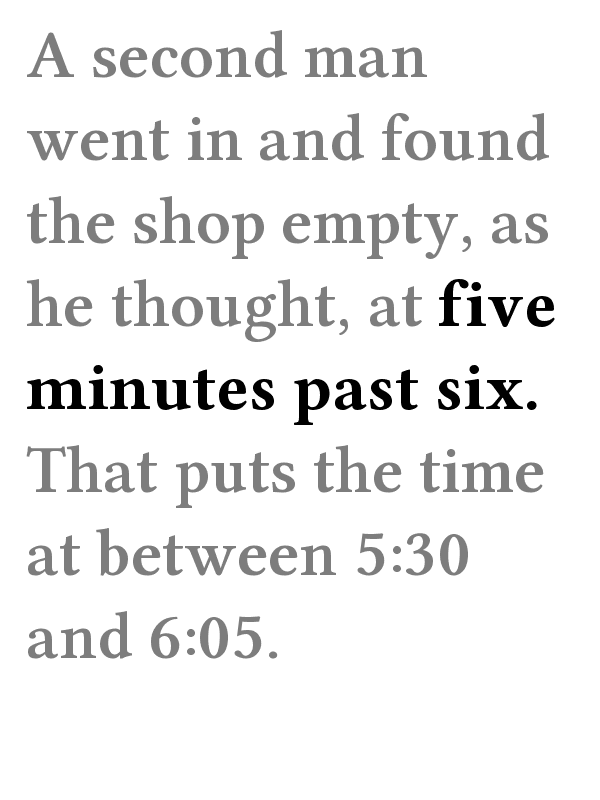 A second man
went in and found
the shop empty, as
he thought, at five
minutes past six.
That puts the time
at between 5:30
and 6:05.